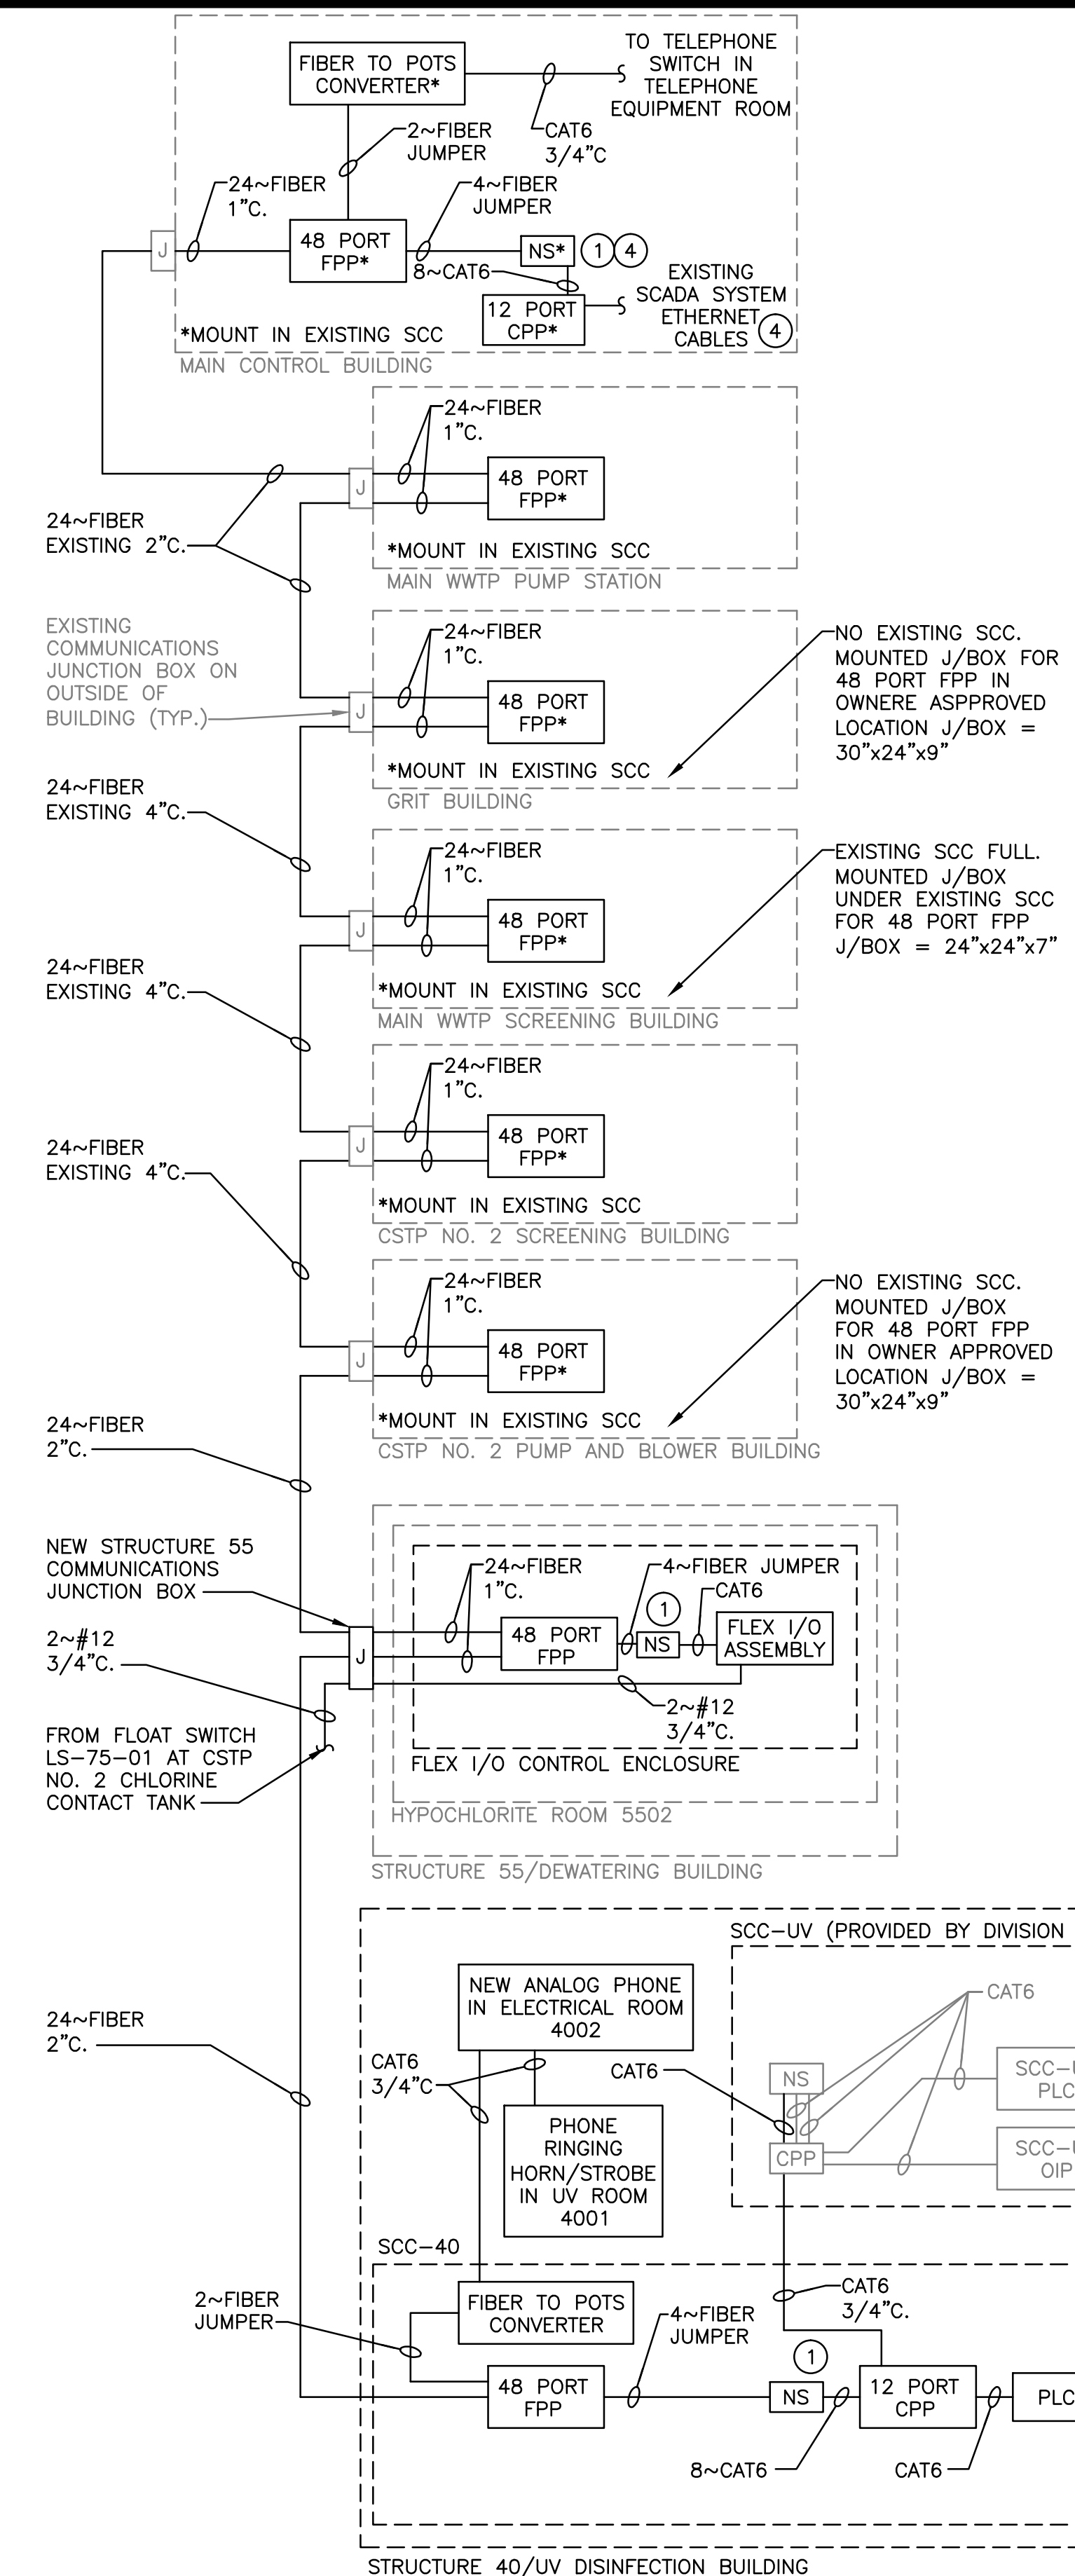 FIBER TO POTS
CONVERTER*
TO TELEPHONE
SWITCH IN
TELEPHONE
EQUIPMENT ROOM
2~FIBER
JUMPER
CAT6
3/4"C
24~FIBER
1"C.
4~FIBER
JUMPER
J
48 PORT
FPP*
NS*
1
4
8~CAT6
12 PORT
CPP*
EXISTING
SCADA SYSTEM
ETHERNET
CABLES
4
*MOUNT IN EXISTING SCC
MAIN CONTROL BUILDING
24~FIBER
1"C.
J
48 PORT
FPP*
24~FIBER
EXISTING 2"C.
*MOUNT IN EXISTING SCC
MAIN WWTP PUMP STATION
EXISTING
COMMUNICATIONS
JUNCTION BOX ON
OUTSIDE OF
BUILDING (TYP.)
24~FIBER
1"C.
J
48 PORT
FPP*
*MOUNT IN EXISTING SCC
GRIT BUILDING
NO EXISTING SCC.
MOUNTED J/BOX FOR
48 PORT FPP IN
OWNERE ASPPROVED
LOCATION J/BOX =
30"x24"x9"
24~FIBER
EXISTING 4"C.
24~FIBER
1"C.
J
48 PORT
FPP*
*MOUNT IN EXISTING SCC
MAIN WWTP SCREENING BUILDING
EXISTING SCC FULL.
MOUNTED J/BOX
UNDER EXISTING SCC
FOR 48 PORT FPP
J/BOX = 24"x24"x7"
24~FIBER
EXISTING 4"C.
24~FIBER
1"C.
J
48 PORT
FPP*
*MOUNT IN EXISTING SCC
CSTP NO. 2 SCREENING BUILDING
24~FIBER
EXISTING 4"C.
24~FIBER
1"C.
J
48 PORT
FPP*
*MOUNT IN EXISTING SCC
CSTP NO. 2 PUMP AND BLOWER BUILDING
NO EXISTING SCC.
MOUNTED J/BOX
FOR 48 PORT FPP
IN OWNER APPROVED
LOCATION J/BOX =
30"x24"x9"
24~FIBER
2"C.
NEW STRUCTURE 55
COMMUNICATIONS
JUNCTION BOX
2~#12
3/4"C.
FROM FLOAT SWITCH
LS-75-01 AT CSTP
NO. 2 CHLORINE
CONTACT TANK
J
24~FIBER
1"C.
48 PORT
FPP
4~FIBER JUMPER
CAT6
1
NS
FLEX I/O
ASSEMBLY
2~#12
3/4"C.
FLEX I/O CONTROL ENCLOSURE
HYPOCHLORITE ROOM 5502
STRUCTURE 55/DEWATERING BUILDING
24~FIBER
2"C.
SCC-UV (PROVIDED BY DIVISION
NEW ANALOG PHONE
IN ELECTRICAL ROOM
4002
CAT6
3/4"C
PHONE
RINGING
HORN/STROBE
IN UV ROOM
4001
CAT6
CAT6
NS
CPP
SCC-U
PLC
SCC-U
OIP
SCC-40
2~FIBER
JUMPER
FIBER TO POTS
CONVERTER
4~FIBER
JUMPER
CAT6
3/4"C.
48 PORT
FPP
1
NS
12 PORT
CPP
PLC
8~CAT6
CAT6
STRUCTURE 40/UV DISINFECTION BUILDING